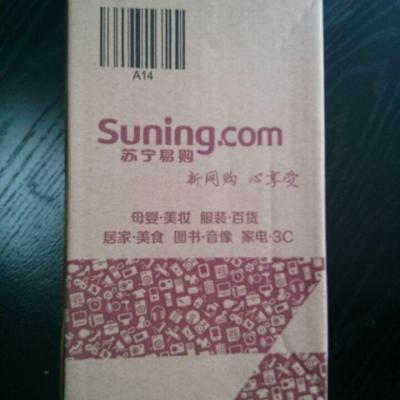 A14
Suning.com
苏宁易购
新网购 心享受
母婴·美妆 服装·百货
居家·美食 图书·音像 家电·3C